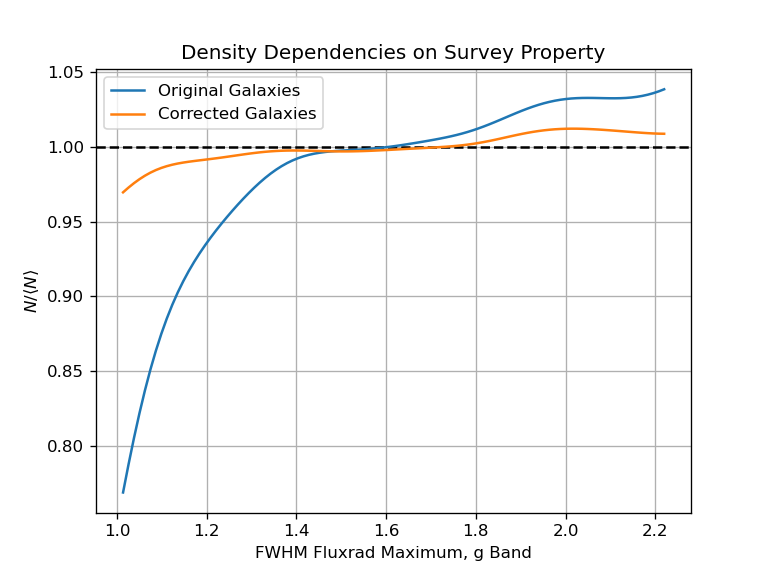 Density Dependencies on Survey Property
Original Galaxies
Corrected Galaxies
1.05
1.00
0.95
0.90
0.85
0.80
N/⟨N⟩
1.0 1.2 1.4 1.6 1.8 2.0 2.2
FWHM Fluxrad Maximum, g Band